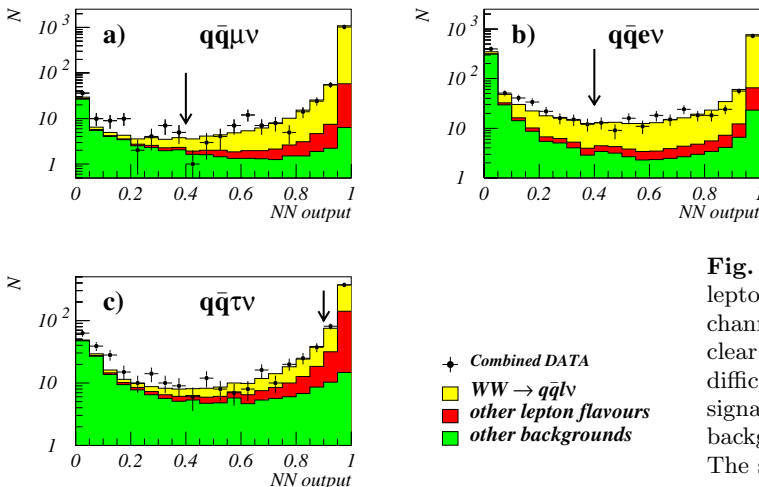 N
a) qq̄μν
10³
10²
10
1
0 0.2 0.4 0.6 0.8 1
NN output
N
b) qq̄eν
10³
10²
10
1
0 0.2 0.4 0.6 0.8 1
NN output
N
c) qq̄τν
10²
10
1
0 0.2 0.4 0.6 0.8 1
NN output
Combined DATA
WW → qq̄lν
other lepton flavours
other backgrounds
Fig.
lepto
chann
clear
diffic
signa
backg
The s